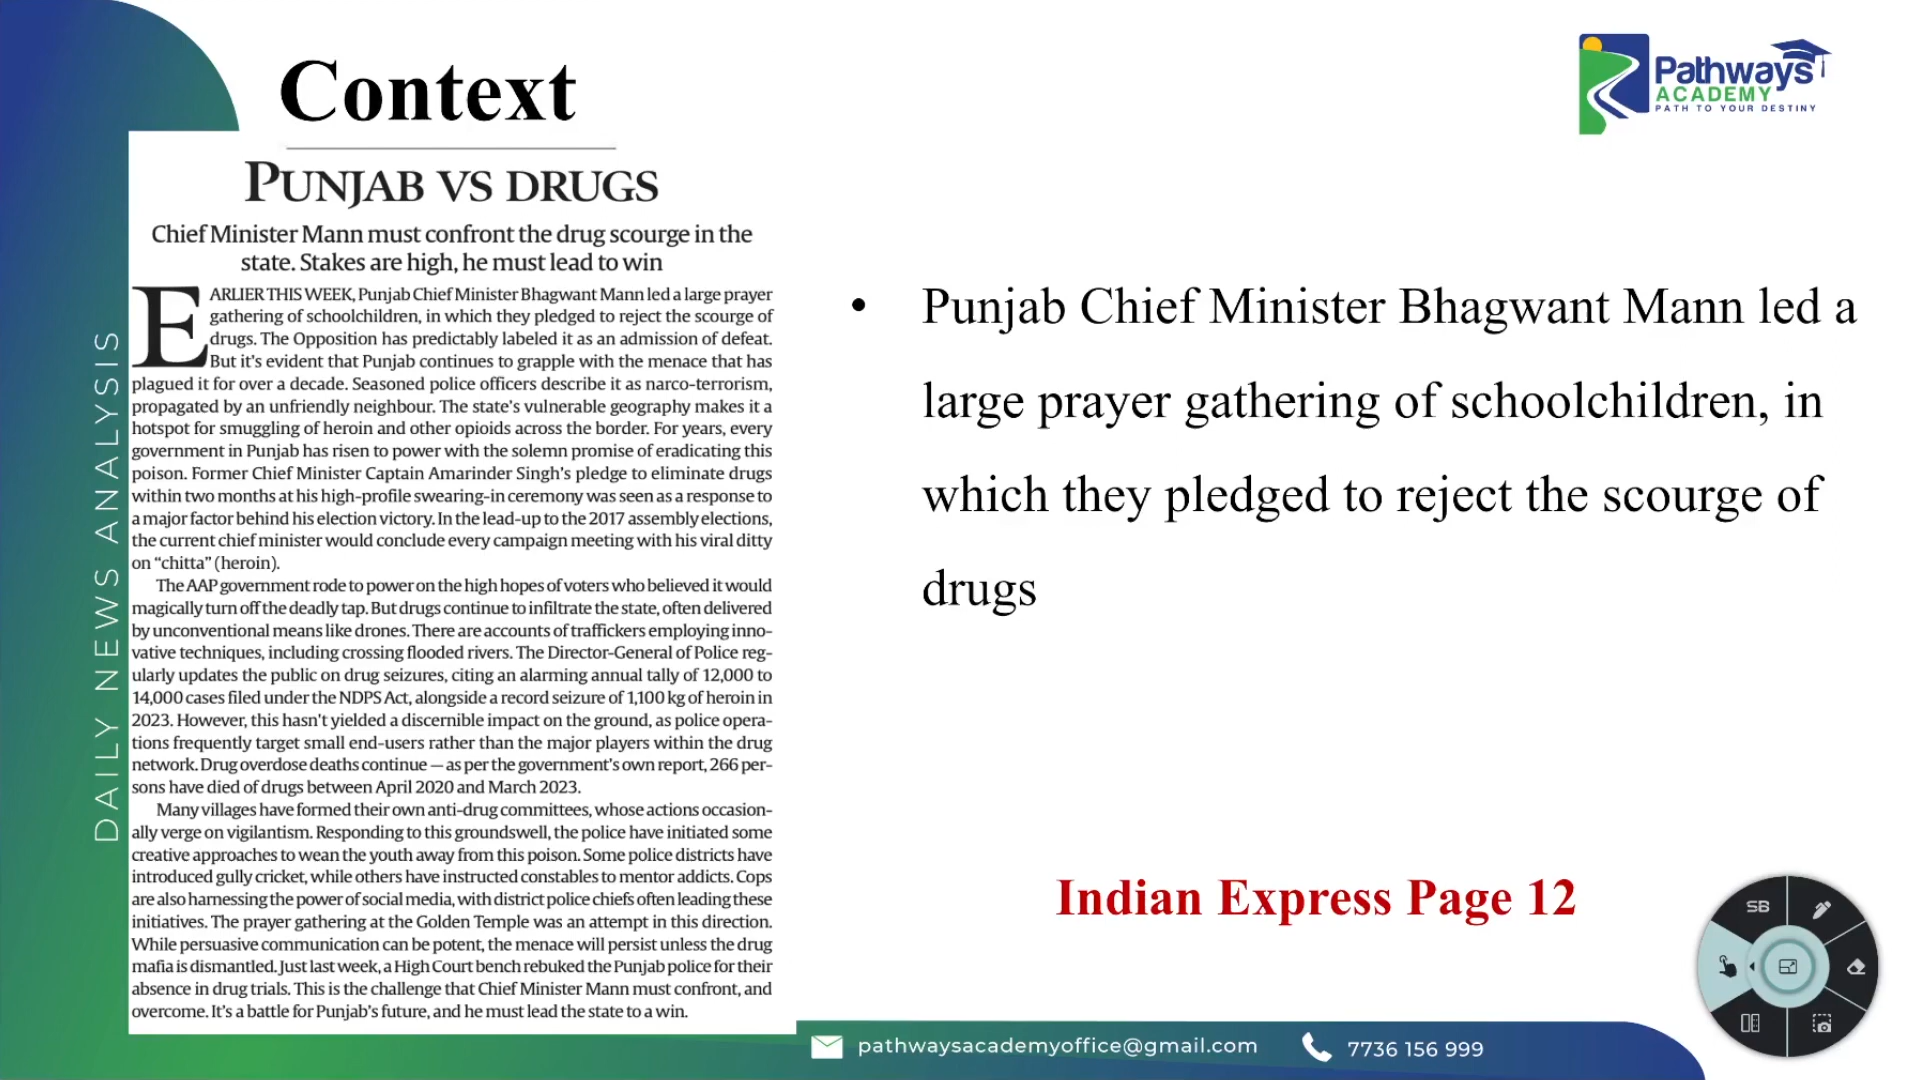 Context
Pathways
ACADEMY
PATH TO YOUR DESTINY
DAILY NEWS ANALYSIS
PUNJAB VS DRUGS
Chief Minister Mann must confront the drug scourge in the
state. Stakes are high, he must lead to win
EARLIER THIS WEEK, Punjab Chief Minister Bhagwant Mann led a large prayer
gathering of schoolchildren, in which they pledged to reject the scourge of
drugs. The Opposition has predictably labeled it as an admission of defeat.
But it's evident that Punjab continues to grapple with the menace that has
plagued it for over a decade. Seasoned police officers describe it as narco-terrorism,
propagated by an unfriendly neighbour. The state's vulnerable geography makes it a
hotspot for smuggling of heroin and other opioids across the border. For years, every
government in Punjab has risen to power with the solemn promise of eradicating this
poison. Former Chief Minister Captain Amarinder Singh's pledge to eliminate drugs
within two months at his high-profile swearing-in ceremony was seen as a response to
a major factor behind his election victory. In the lead-up to the 2017 assembly elections,
the current chief minister would conclude every campaign meeting with his viral ditty
on “chitta” (heroin).
The AAP government rode to power on the high hopes of voters who believed it would
magically turn off the deadly tap. But drugs continue to infiltrate the state, often delivered
by unconventional means like drones. There are accounts of traffickers employing inno-
vative techniques, including crossing flooded rivers. The Director-General of Police reg-
ularly updates the public on drug seizures, citing an alarming annual tally of 12,000 to
14,000 cases filed under the NDPS Act, alongside a record seizure of 1,100 kg of heroin in
2023. However, this hasn't yielded a discernible impact on the ground, as police opera-
tions frequently target small end-users rather than the major players within the drug
network. Drug overdose deaths continue — as per the government's own report, 266 per-
sons have died of drugs between April 2020 and March 2023.
Many villages have formed their own anti-drug committees, whose actions occasion-
ally verge on vigilantism. Responding to this groundswell, the police have initiated some
creative approaches to wean the youth away from this poison. Some police districts have
introduced gully cricket, while others have instructed constables to mentor addicts. Cops
are also harnessing the power of social media, with district police chiefs often leading these
initiatives. The prayer gathering at the Golden Temple was an attempt in this direction.
While persuasive communication can be potent, the menace will persist unless the drug
mafia is dismantled. Just last week, a High Court bench rebuked the Punjab police for their
absence in drug trials. This is the challenge that Chief Minister Mann must confront, and
overcome. It's a battle for Punjab's future, and he must lead the state to a win.
• Punjab Chief Minister Bhagwant Mann led a
large prayer gathering of schoolchildren, in
which they pledged to reject the scourge of
drugs
Indian Express Page 12
SB
pathwaysacademyoffice@gmail.com
7736 156 999